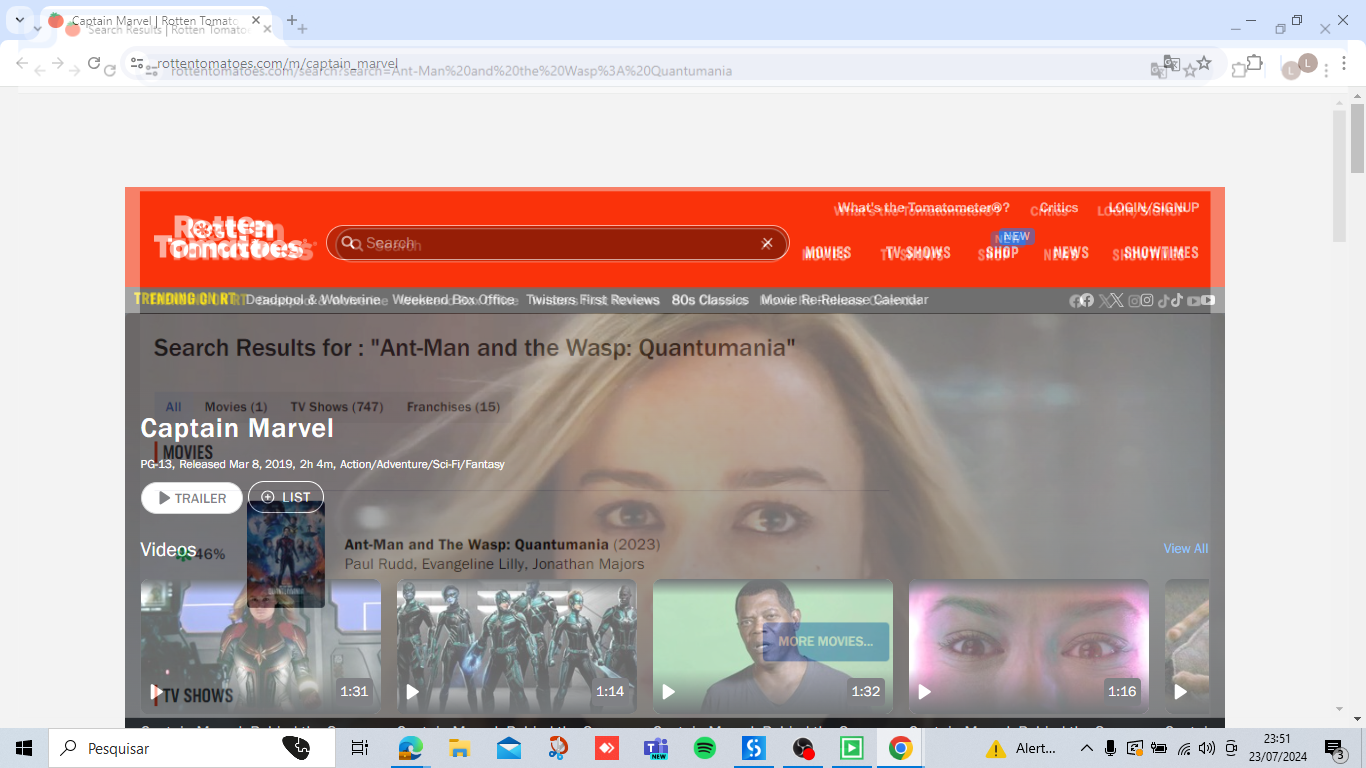 Captain Marvel | Rotten Tomato
Search Results | Rotten Tomato
rottentomatoes.com/m/captain_marvel
rottentomatoes.com/search?search=Ant-Man%20and%20the%20Wasp%3A%20Quantumania
L
L
What's the Tomatometer®? Critics LOGIN/SIGNUP
Rotten Tomatoes
Search
NEW
MOVIES TV SHOWS SHOP NEWS SHOWTIMES
TRENDING ON RT Deadpool & Wolverine Weekend Box Office Twisters First Reviews 80s Classics Movie Re-Release Calendar
Search Results for : "Ant-Man and the Wasp: Quantumania"
All Movies (1) TV Shows (747) Franchises (15)
Captain Marvel
MOVIES
PG-13, Released Mar 8, 2019, 2h 4m, Action/Adventure/Sci-Fi/Fantasy
TRAILER LIST
Videos
46%
Ant-Man and The Wasp: Quantumania (2023)
View All
Paul Rudd, Evangeline Lilly, Jonathan Majors
MORE MOVIES...
TV SHOWS
1:31 1:14 1:32 1:16
Pesquisar
NEW
Alert...
23:51
23/07/2024
3